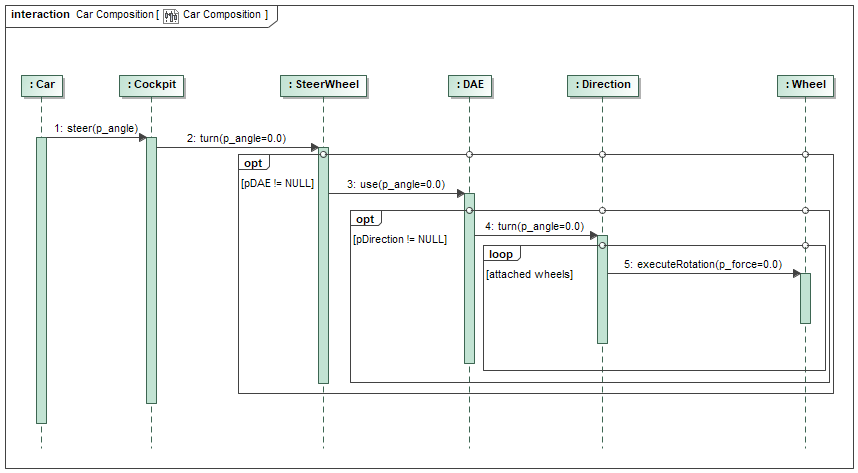 interaction Car Composition [ Car Composition ]
: Car
: Cockpit
: SteerWheel
: DAE
: Direction
: Wheel
1: steer(p_angle)
2: turn(p_angle=0.0)
opt
[pDAE != NULL]
3: use(p_angle=0.0)
opt
[pDirection != NULL]
4: turn(p_angle=0.0)
loop
[attached wheels]
5: executeRotation(p_force=0.0)